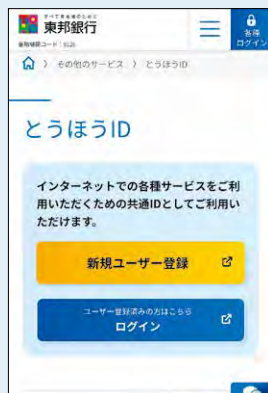 すべてを地域のために
東邦銀行
金融機関コード：0126
各種
ログイン
その他のサービス 〉 とうほうID
とうほうID
インターネットでの各種サービスをご利
用いただくための共通IDとしてご利用い
ただけます。
新規ユーザー登録
ユーザー登録済みの方はこちら
ログイン